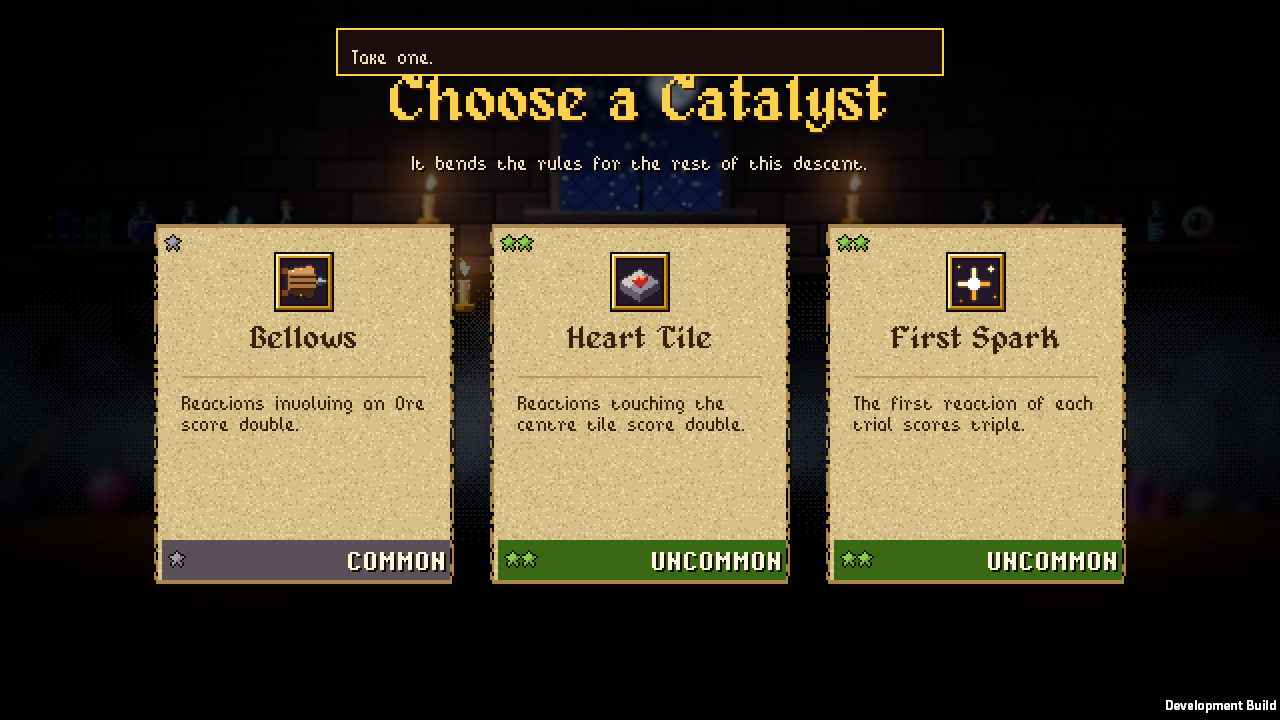 Take one.
Choose a Catalyst
It bends the rules for the rest of this descent.
Bellows
Reactions involving an Ore
score double.
COMMON
Heart Tile
Reactions touching the
centre tile score double.
UNCOMMON
First Spark
The first reaction of each
trial scores triple.
UNCOMMON
Development Build